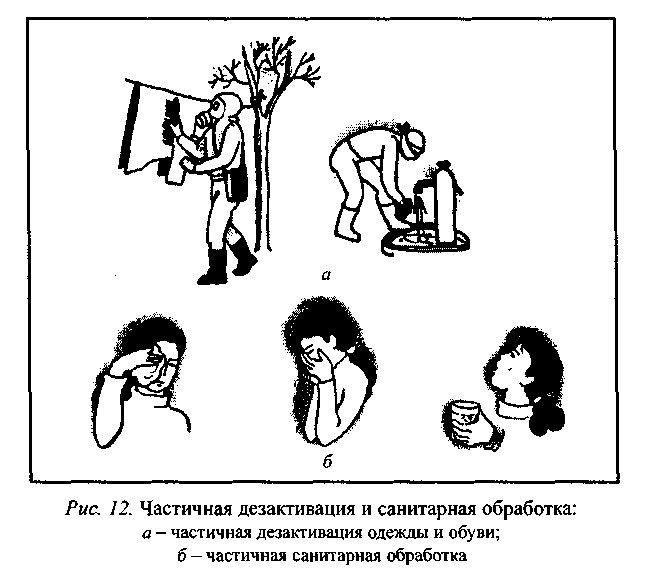 а
б
Рис. 12. Частичная дезактивация и санитарная обработка:
а – частичная дезактивация одежды и обуви;
б – частичная санитарная обработка